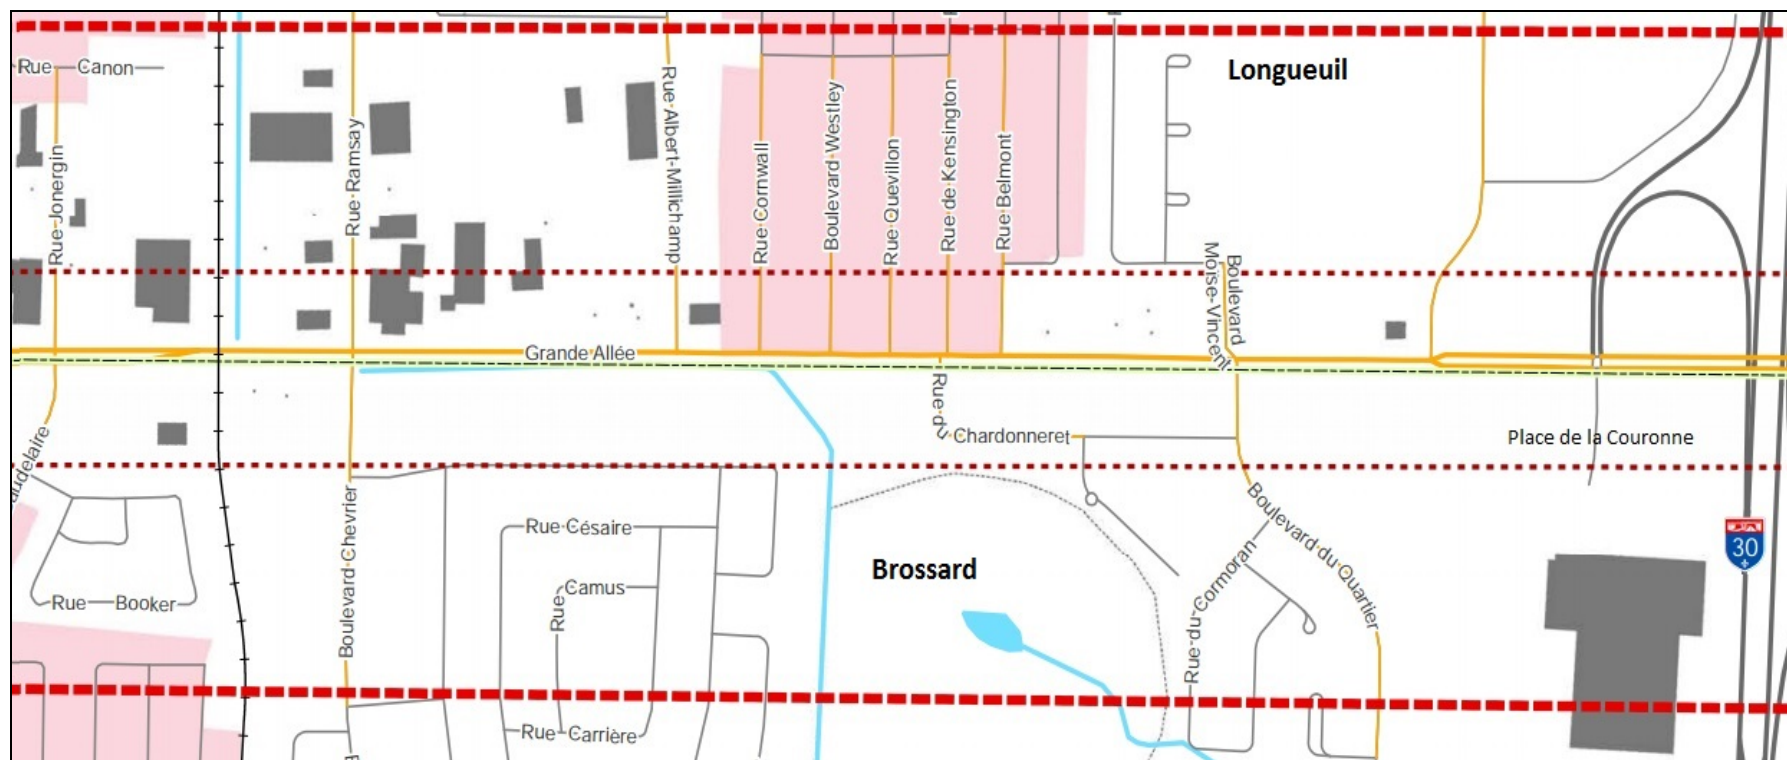 Rue Canon
Longueuil
Rue Jonergin
Rue Ramsay
Rue Albert-Millichamp
Rue Cornwall
Boulevard Westley
Rue Quevillon
Rue de Kensington
Rue Belmont
Boulevard
Moïse-Vincent
Grande Allée
Rue du
Chardonneret
Place de la Couronne
Boulevard Chevrier
Rue Césaire
Rue
Camus
Rue Booker
Brossard
Boulevard du Quartier
Rue du Cormoran
30
Rue Carrière